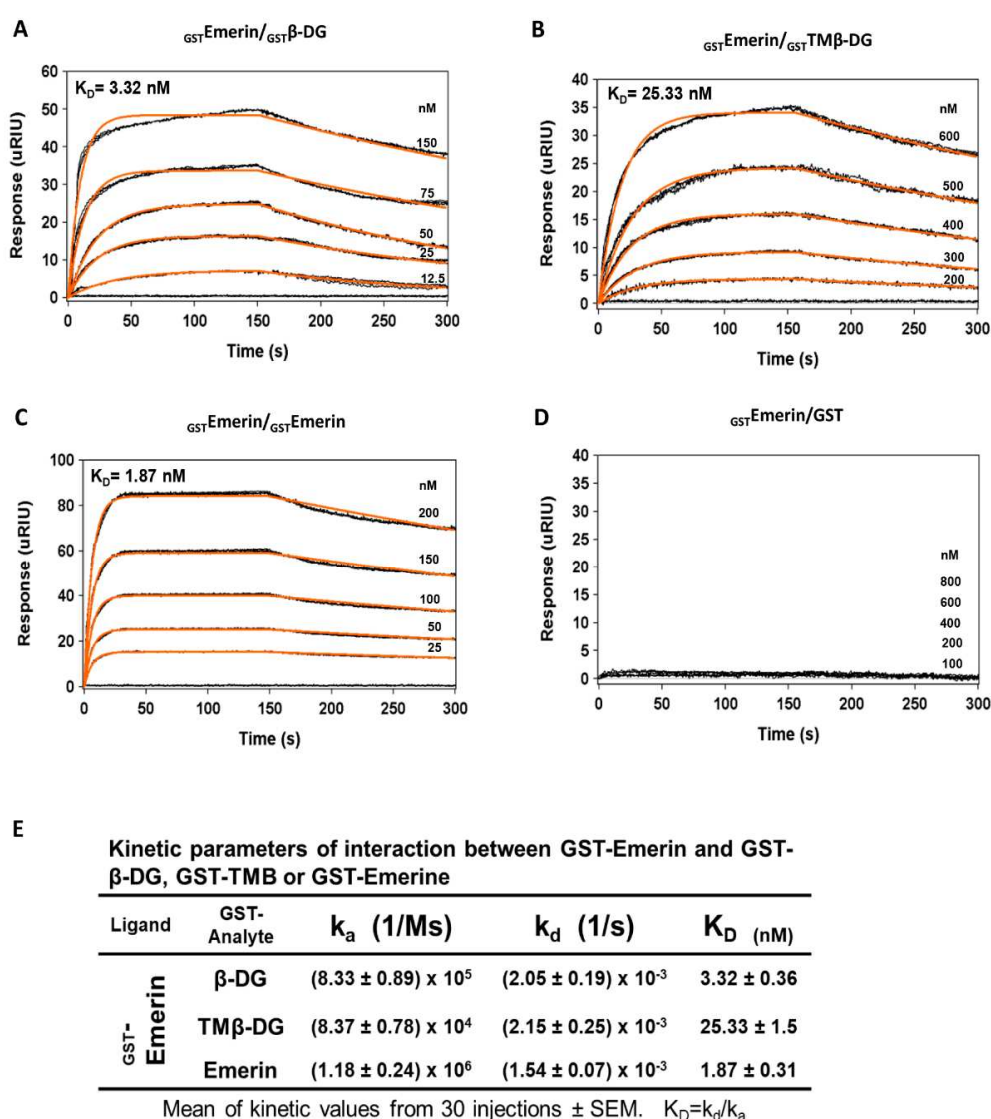 A
GSTEmerin/GSTβ-DG
KD= 3.32 nM
nM
150
75
50
25
12.5
60
50
40
30
20
10
0
Response (uRIU)
0 50 100 150 200 250 300
Time (s)
B
GSTEmerin/GSTTMβ-DG
KD = 25.33 nM
nM
600
500
400
300
200
40
35
30
25
20
15
10
5
0
Response (uRIU)
0 50 100 150 200 250 300
Time (s)
C
GSTEmerin/GSTEmerin
KD= 1.87 nM
nM
200
150
100
50
25
100
80
60
40
20
0
Response (uRIU)
0 50 100 150 200 250 300
Time (s)
D
GSTEmerin/GST
nM
800
600
400
200
100
40
35
30
25
20
15
10
5
0
Response (uRIU)
0 50 100 150 200 250 300
Time (s)
E
Kinetic parameters of interaction between GST-Emerin and GST-
β-DG, GST-TMB or GST-Emerine
Ligand GST-Analyte ka (1/Ms) kd (1/s) KD (nM)
GST-Emerin
β-DG (8.33 ± 0.89) x 10⁵ (2.05 ± 0.19) x 10⁻³ 3.32 ± 0.36
TMβ-DG (8.37 ± 0.78) x 10⁴ (2.15 ± 0.25) x 10⁻³ 25.33 ± 1.5
Emerin (1.18 ± 0.24) x 10⁶ (1.54 ± 0.07) x 10⁻³ 1.87 ± 0.31
Mean of kinetic values from 30 injections ± SEM. KD=kd/ka